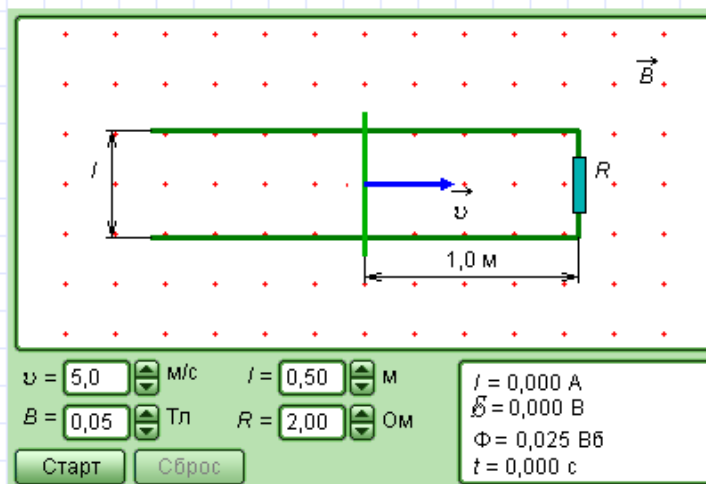 B
l
R
υ
1,0 м
υ = 5,0 м/с
l = 0,50 м
B = 0,05 Тл
R = 2,00 Ом
Старт
Сброс
I = 0,000 А
ℰ = 0,000 В
Φ = 0,025 Вб
t = 0,000 с